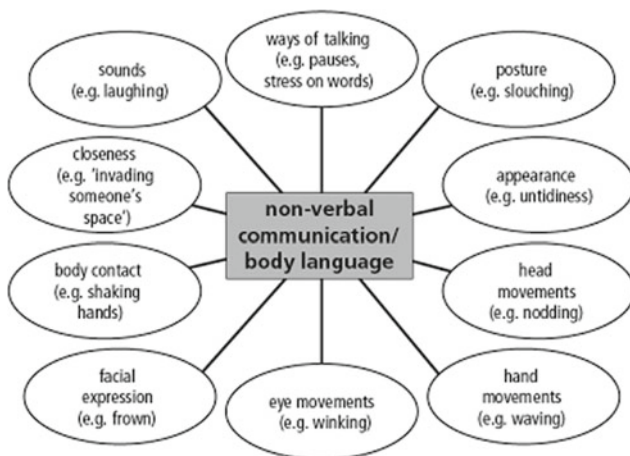 ways of talking
(e.g. pauses,
stress on words)
sounds
(e.g. laughing)
posture
(e.g. slouching)
closeness
(e.g. 'invading
someone's
space')
appearance
(e.g. untidiness)
non-verbal
communication/
body language
body contact
(e.g. shaking
hands)
head
movements
(e.g. nodding)
facial
expression
(e.g. frown)
eye movements
(e.g. winking)
hand
movements
(e.g. waving)